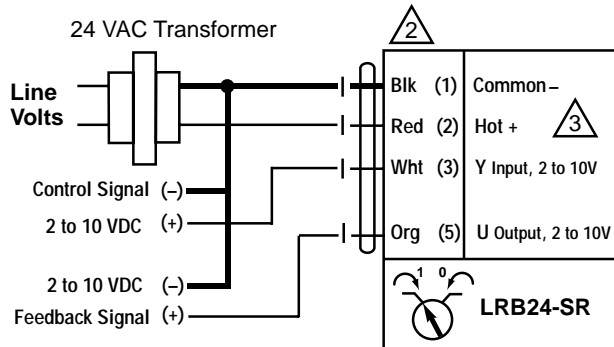 24 VAC Transformer
2
Line
Volts
Blk (1) Common –
Red (2) Hot +
3
Wht (3) Y Input, 2 to 10V
Control Signal (–)
2 to 10 VDC (+)
Org (5) U Output, 2 to 10V
2 to 10 VDC (–)
Feedback Signal (+)
1 0
LRB24-SR